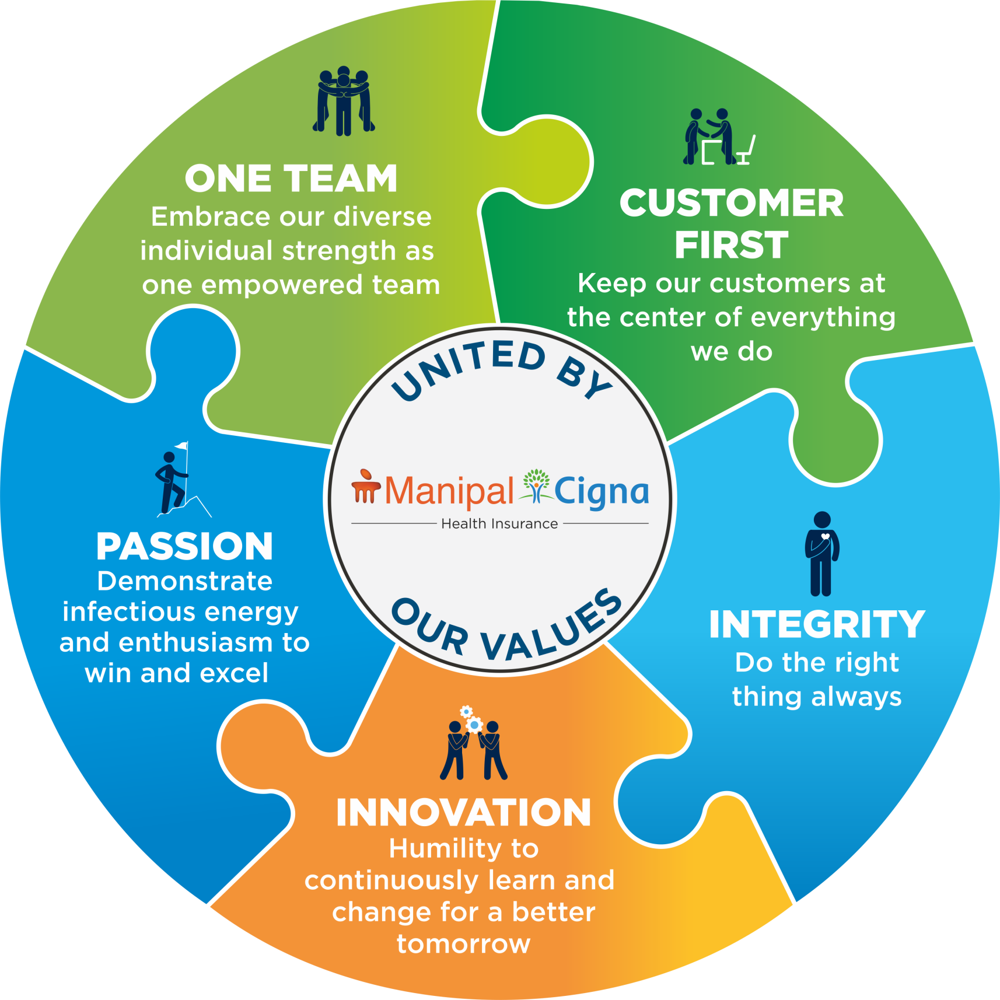 ONE TEAM
Embrace our diverse
individual strength as
one empowered team
CUSTOMER
FIRST
Keep our customers at
the center of everything
we do
UNITED BY
Manipal Cigna
Health Insurance
OUR VALUES
PASSION
Demonstrate
infectious energy
and enthusiasm to
win and excel
INTEGRITY
Do the right
thing always
INNOVATION
Humility to
continuously learn and
change for a better
tomorrow